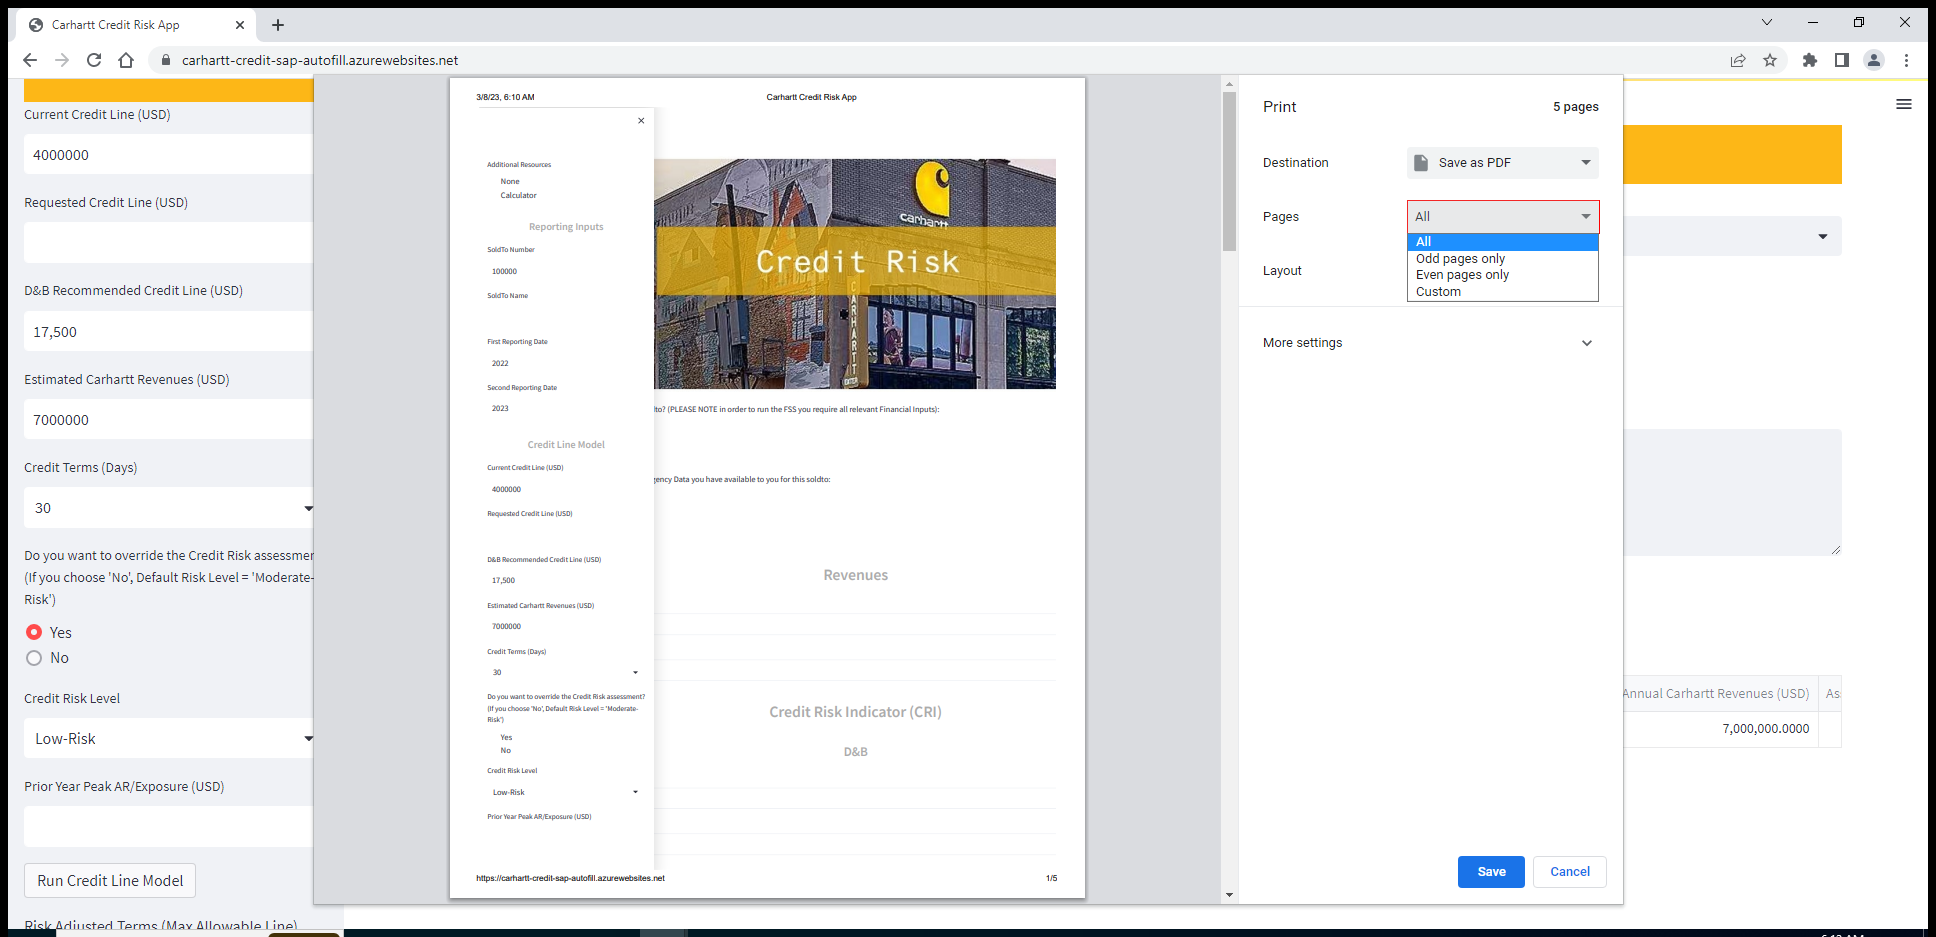 Carhartt Credit Risk App
carhartt-credit-sap-autofill.azurewebsites.net
Current Credit Line (USD)
4000000
Requested Credit Line (USD)
D&B Recommended Credit Line (USD)
17,500
Estimated Carhartt Revenues (USD)
7000000
Credit Terms (Days)
30
Do you want to override the Credit Risk assessmen
(If you choose 'No', Default Risk Level = 'Moderate-
Risk')
Yes
No
Credit Risk Level
Low-Risk
Prior Year Peak AR/Exposure (USD)
Run Credit Line Model
Risk Adjusted Terms (Max Allowable Line)
3/8/23, 6:10 AM
Carhartt Credit Risk App
Additional Resources
None
Calculator
Reporting Inputs
SoldTo Number
100000
SoldTo Name
First Reporting Date
2022
Second Reporting Date
2023
Credit Line Model
Current Credit Line (USD)
4000000
Requested Credit Line (USD)
D&B Recommended Credit Line (USD)
17,500
Estimated Carhartt Revenues (USD)
7000000
Credit Terms (Days)
30
Do you want to override the Credit Risk assessment?
(If you choose 'No', Default Risk Level = 'Moderate-
Risk')
Yes
No
Credit Risk Level
Low-Risk
Prior Year Peak AR/Exposure (USD)
carhartt
Credit Risk
CARHARTT
lto? (PLEASE NOTE in order to run the FSS you require all relevant Financial Inputs):
gency Data you have available to you for this soldto:
Revenues
Credit Risk Indicator (CRI)
D&B
https://carhartt-credit-sap-autofill.azurewebsites.net
1/5
Print
5 pages
Destination
Save as PDF
Pages
All
All
Odd pages only
Even pages only
Custom
Layout
More settings
Save
Cancel
Annual Carhartt Revenues (USD)
As
7,000,000.0000